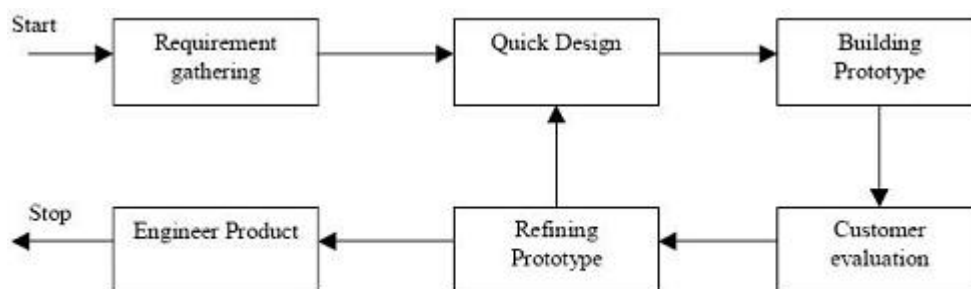 Start
Requirement
gathering
Quick Design
Building
Prototype
Stop
Engineer Product
Refining
Prototype
Customer
evaluation